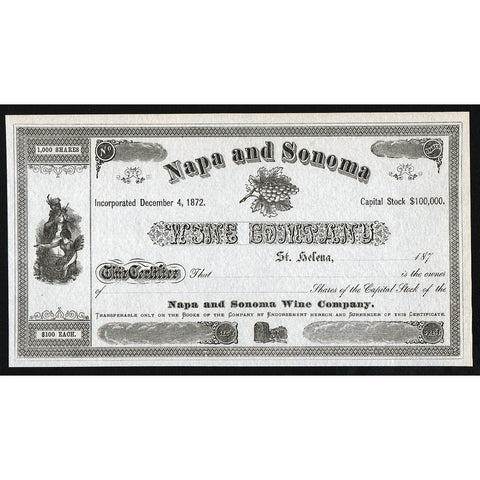 1,000 SHARES
No
Napa and Sonoma
Incorporated December 4, 1872.
Capital Stock $100,000.
WINE COMPANY
St. Helena, 187
This Certifies That is the owner
of Shares of the Capital Stock of the
Napa and Sonoma Wine Company.
TRANSFERABLE ONLY ON THE BOOKS OF THE COMPANY BY ENDORSEMENT HEREON AND SURRENDER OF THIS CERTIFICATE.
$100 EACH.